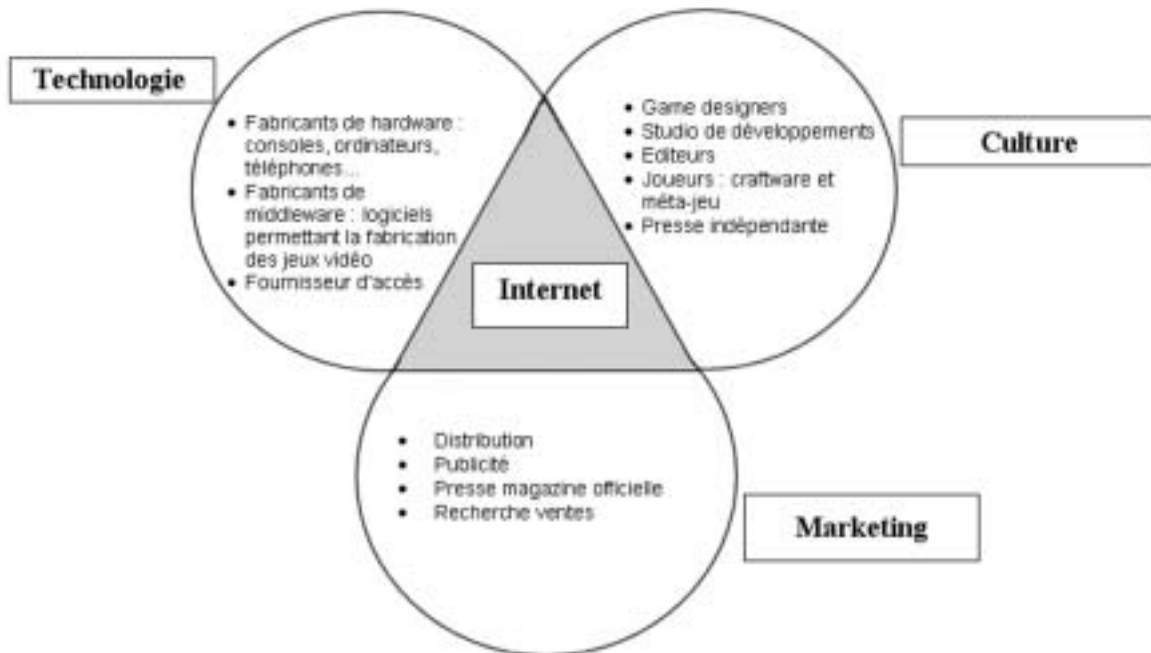 Technologie
• Fabricants de hardware :
consoles, ordinateurs,
téléphones...
• Fabricants de
middleware : logiciels
permettant la fabrication
des jeux vidéo
• Fournisseur d'accès
• Game designers
• Studio de développements
• Editeurs
• Joueurs : craftware et
méta-jeu
• Presse indépendante
Culture
Internet
• Distribution
• Publicité
• Presse magazine officielle
• Recherche ventes
Marketing